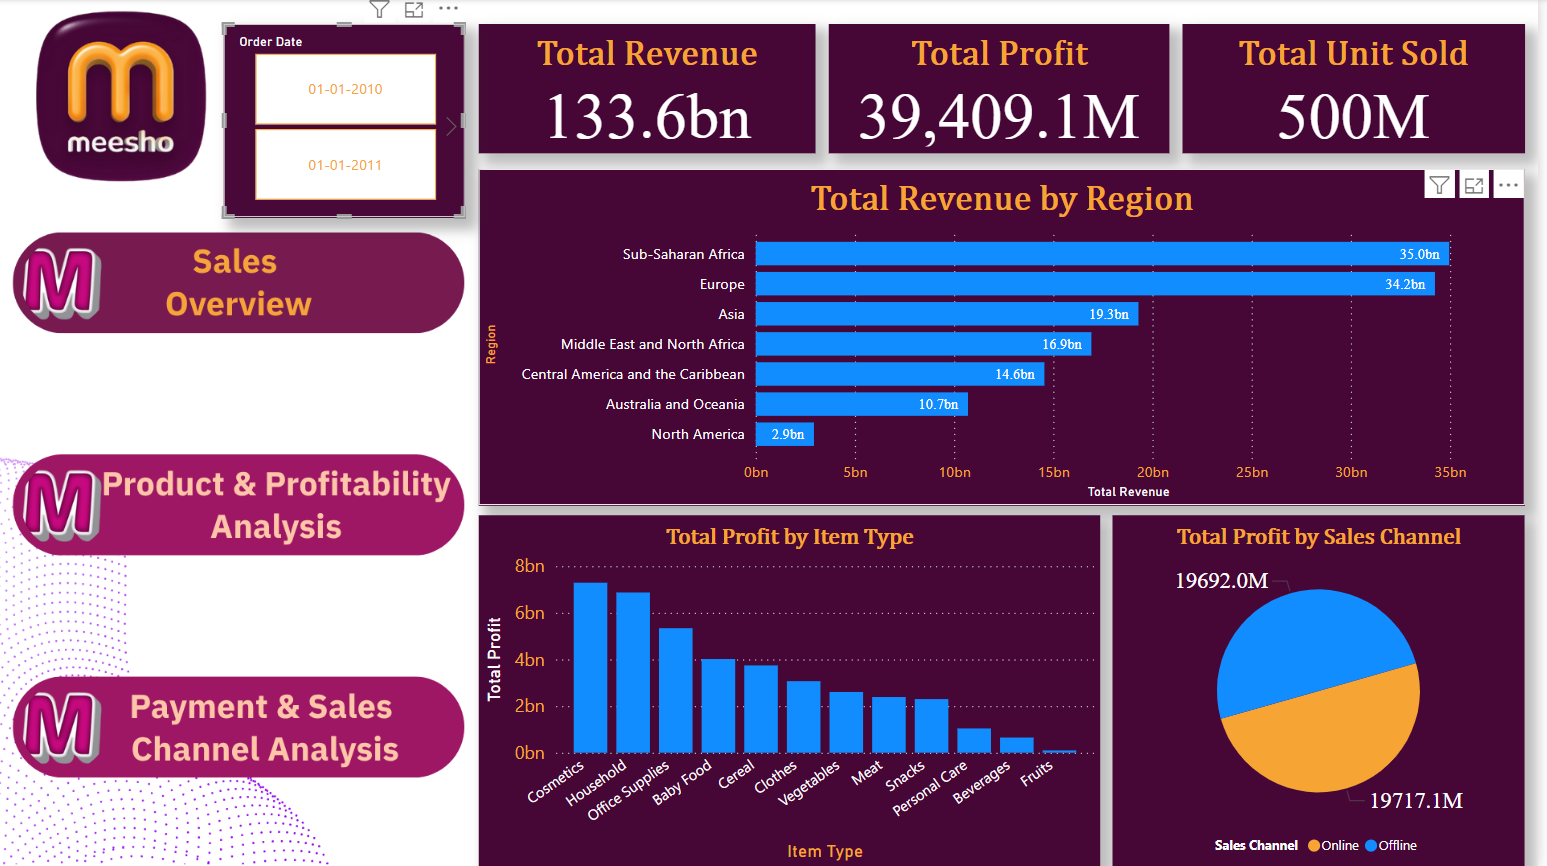 meesho
Order Date
01-01-2010
01-01-2011
Total Revenue
133.6bn
Total Profit
39,409.1M
Total Unit Sold
500M
M
Sales
Overview
M
Product & Profitability
Analysis
M
Payment & Sales
Channel Analysis
Total Revenue by Region
Region
Sub-Saharan Africa
35.0bn
Europe
34.2bn
Asia
19.3bn
Middle East and North Africa
16.9bn
Central America and the Caribbean
14.6bn
Australia and Oceania
10.7bn
North America
2.9bn
0bn 5bn 10bn 15bn 20bn 25bn 30bn 35bn
Total Revenue
Total Profit by Item Type
Total Profit
8bn
6bn
4bn
2bn
0bn
Cosmetics
Household
Office Supplies
Baby Food
Cereal
Clothes
Vegetables
Meat
Snacks
Personal Care
Beverages
Fruits
Item Type
Total Profit by Sales Channel
19692.0M
19717.1M
Sales Channel Online Offline